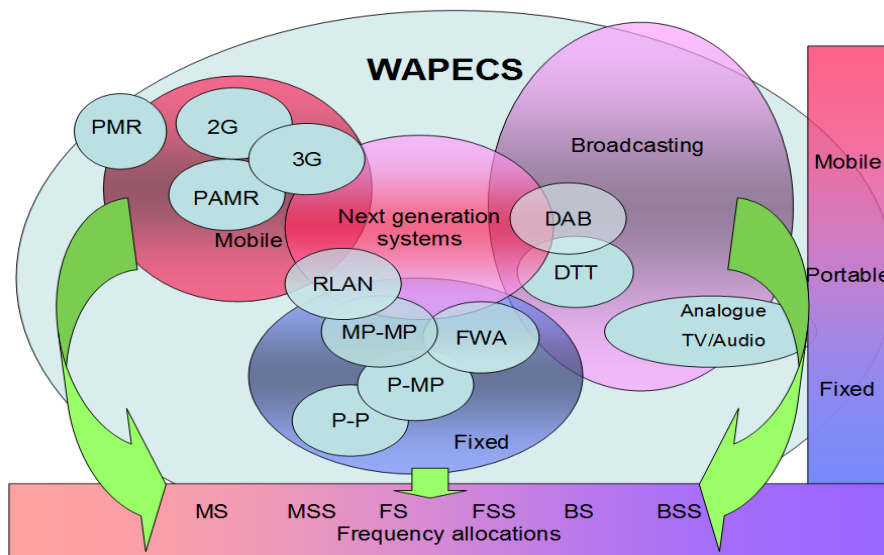 WAPECS
PMR
2G
3G
PAMR
Mobile
Next generation
systems
Broadcasting
DAB
DTT
RLAN
MP-MP
FWA
P-MP
P-P
Fixed
Analogue
TV/Audio
Mobile
Portable
Fixed
MS MSS FS FSS BS BSS
Frequency allocations